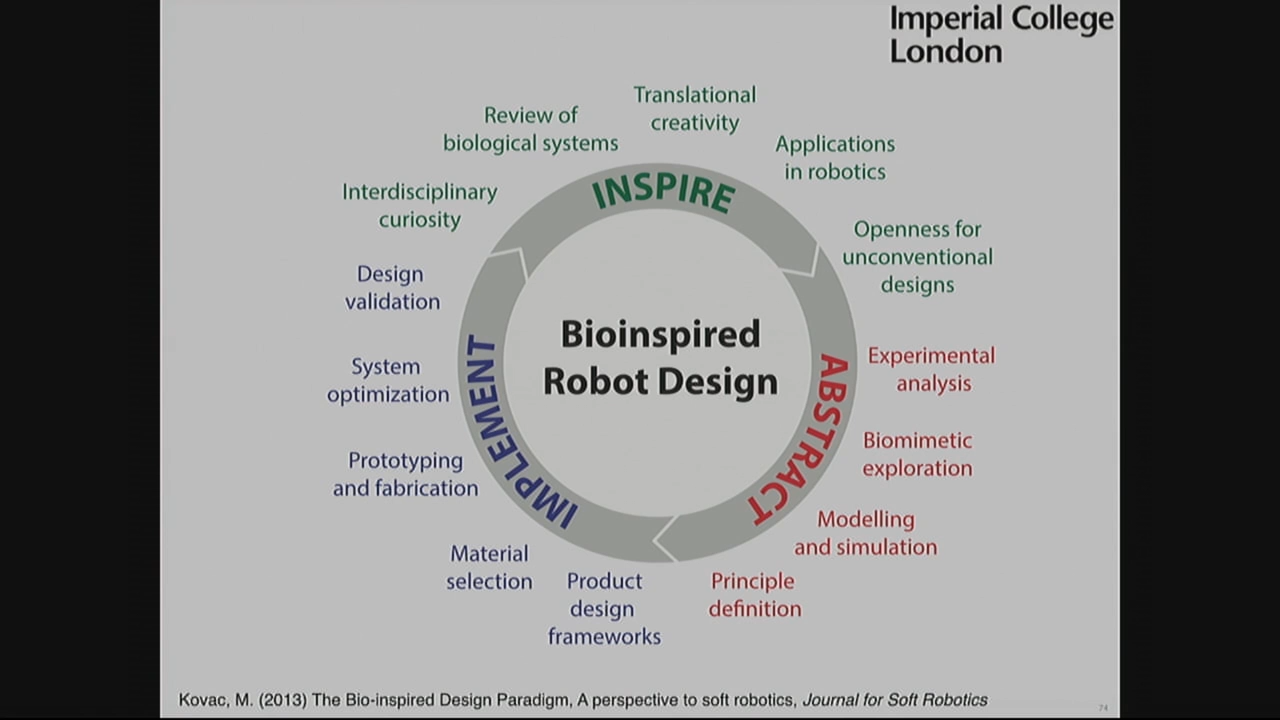 Imperial College
London
Translational
creativity
Review of
biological systems
Applications
in robotics
Interdisciplinary
curiosity
INSPIRE
Openness for
unconventional
designs
Design
validation
Bioinspired
Robot Design
ABSTRACT
Experimental
analysis
System
optimization
IMPLEMENT
Biomimetic
exploration
Prototyping
and fabrication
Modelling
and simulation
Material
selection
Product
design
frameworks
Principle
definition
Kovac, M. (2013) The Bio-inspired Design Paradigm, A perspective to soft robotics, Journal for Soft Robotics
74